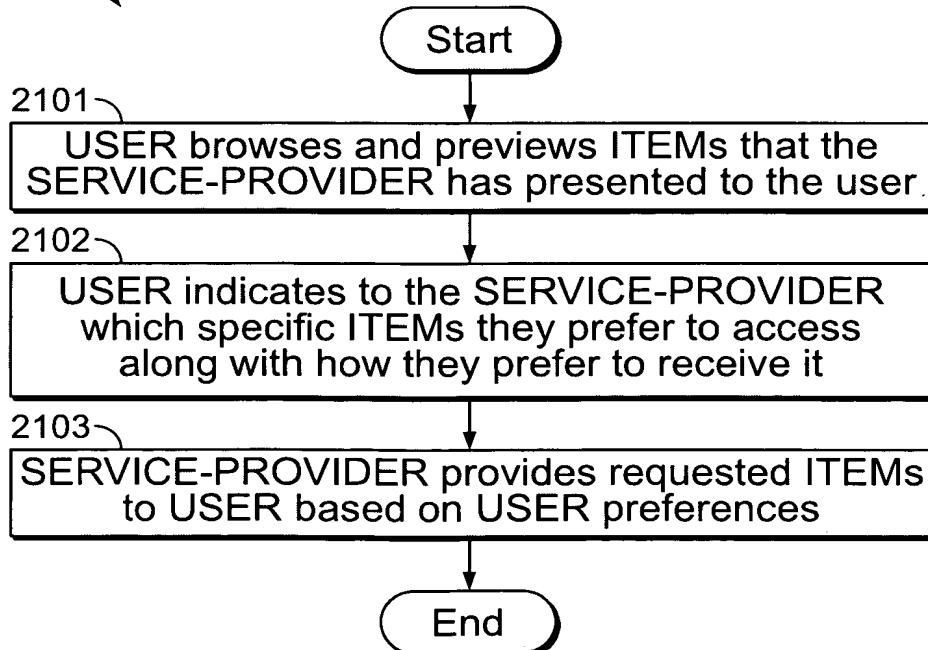 Start
2101
USER browses and previews ITEMs that the
SERVICE-PROVIDER has presented to the user
2102
USER indicates to the SERVICE-PROVIDER
which specific ITEMs they prefer to access
along with how they prefer to receive it
2103
SERVICE-PROVIDER provides requested ITEMs
to USER based on USER preferences
End